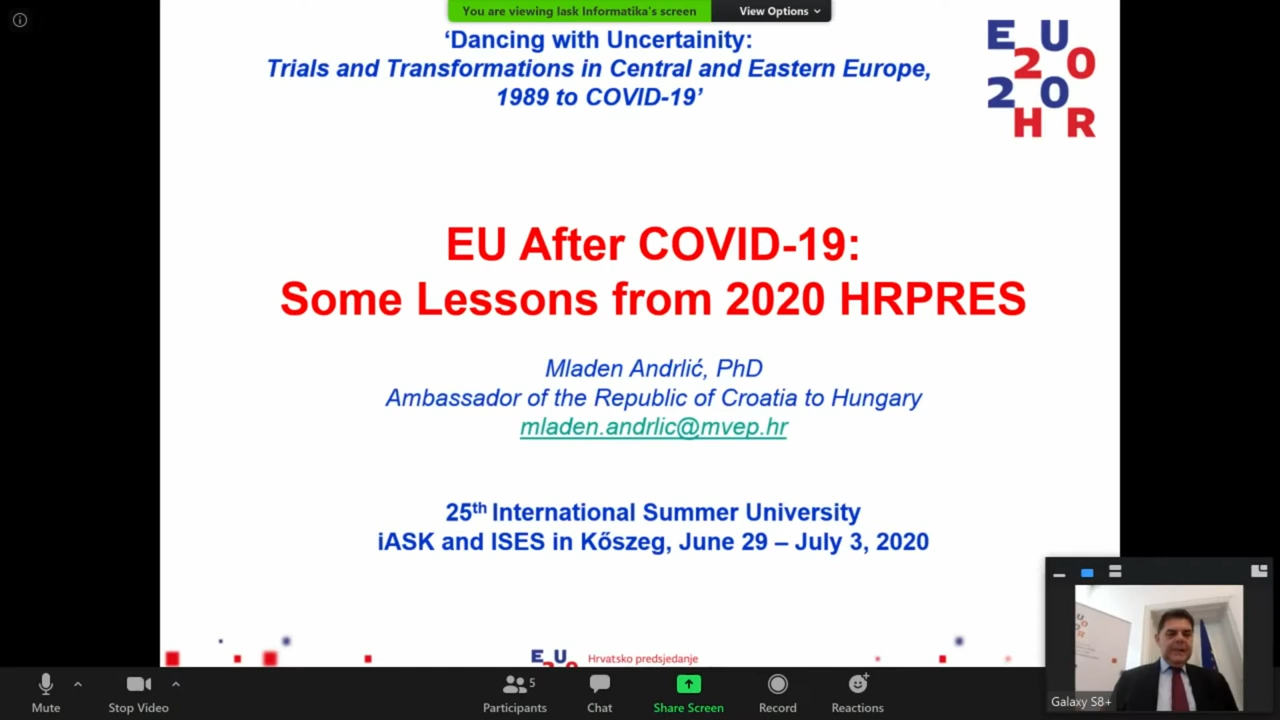 You are viewing Iask Informatika's screen
View Options
‘Dancing with Uncertainity:
Trials and Transformations in Central and Eastern Europe,
1989 to COVID-19’
E U
2 O
2 O
H R
EU After COVID-19:
Some Lessons from 2020 HRPRES
Mladen Andrlić, PhD
Ambassador of the Republic of Croatia to Hungary
mladen.andrlic@mvep.hr
25th International Summer University
iASK and ISES in Kőszeg, June 29 – July 3, 2020
E U
Hrvatsko predsjedanje
Galaxy S8+
Mute
Stop Video
5
Participants
Chat
Share Screen
Record
Reactions